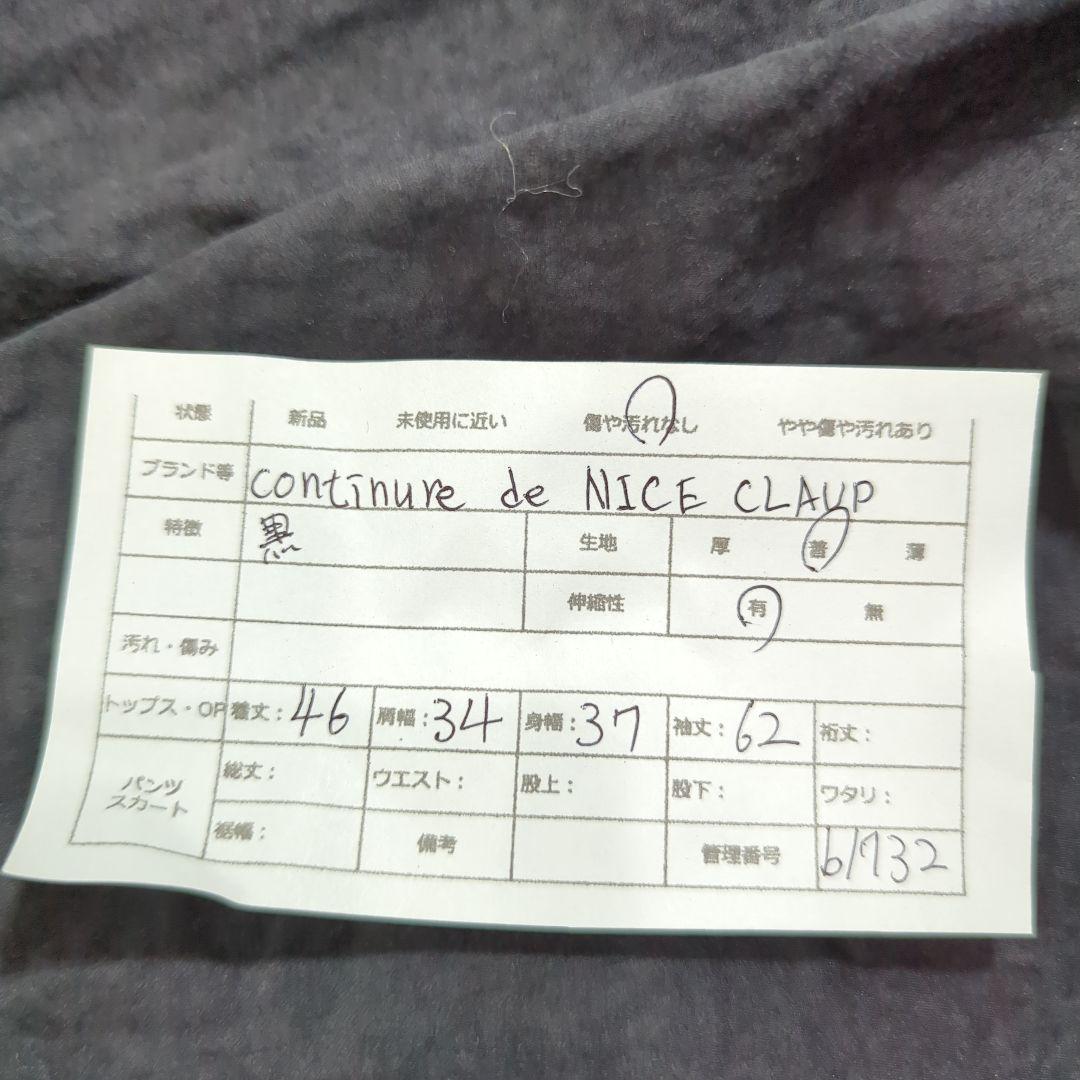 状態 新品 未使用に近い 傷や汚れなし やや傷や汚れあり
ブランド等 continure de NICE CLAUP
特徴 黒 生地 厚 普 薄
伸縮性 有 無
汚れ・傷み
トップス・OP 着丈：46 肩幅：34 身幅：37 袖丈：62 裄丈：
パンツ
スカート
総丈： ウエスト： 股上： 股下： ワタリ：
裾幅： 備考 管理番号 b1732